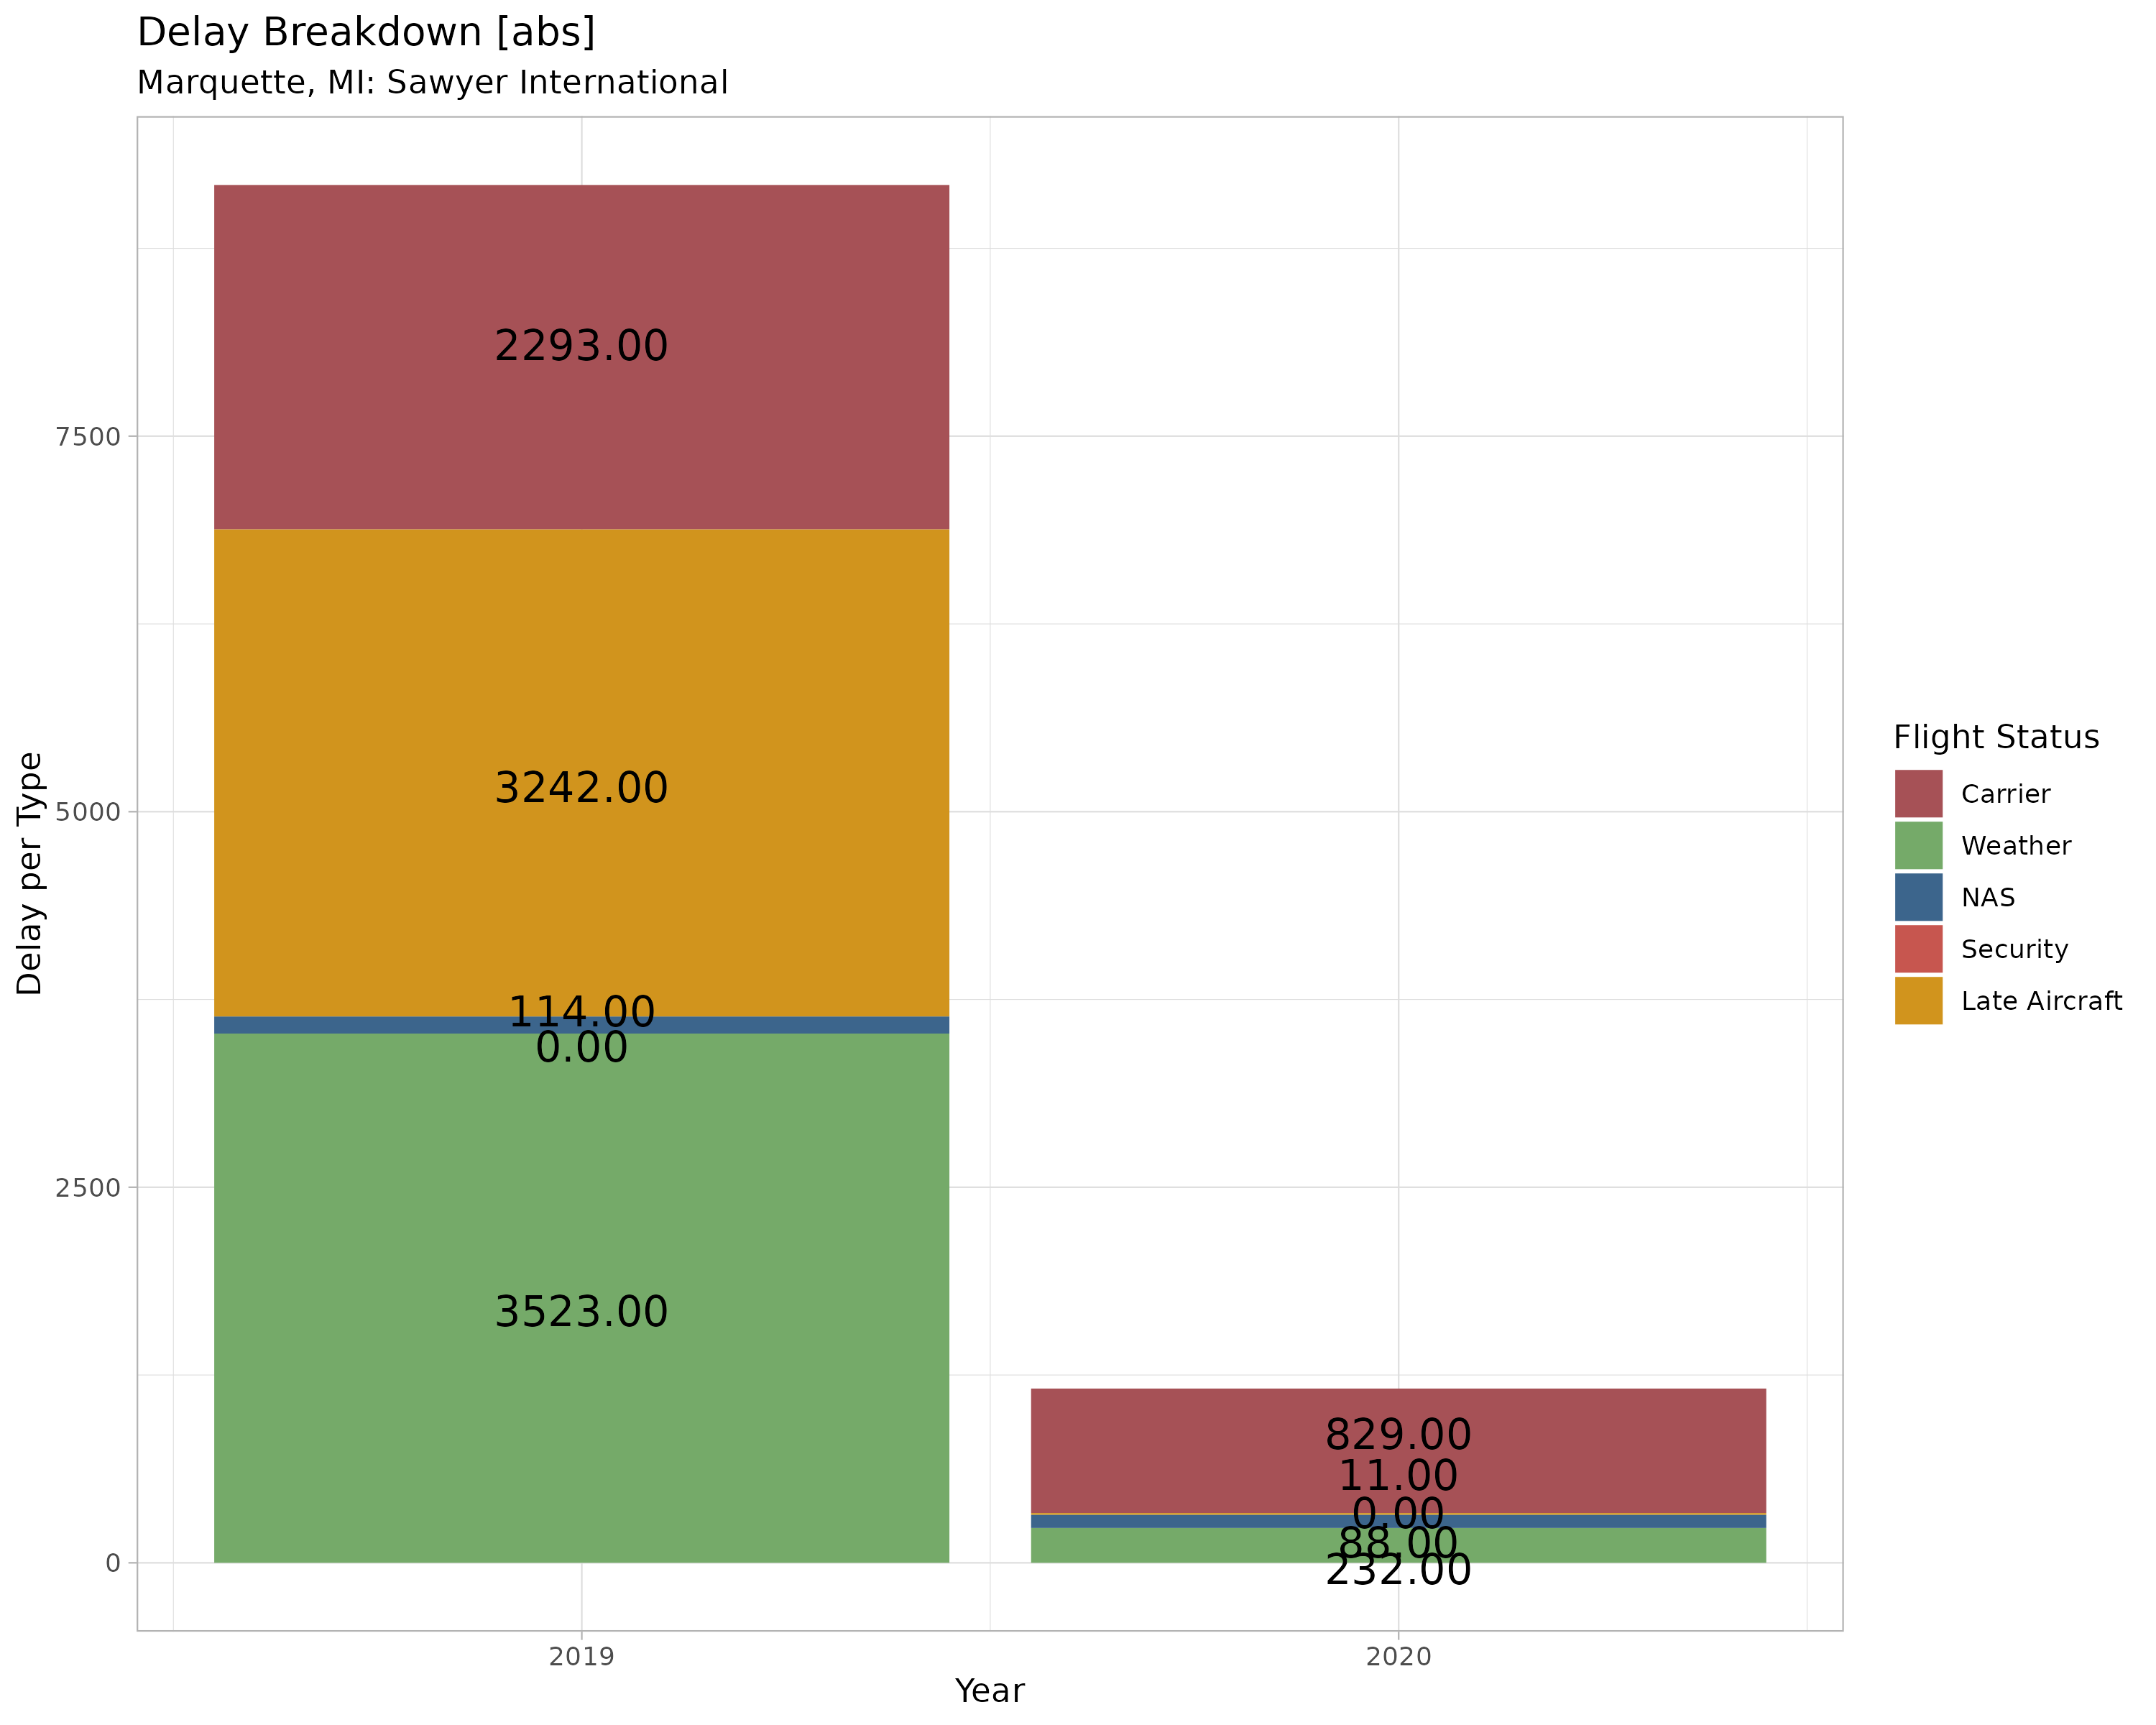 Delay Breakdown [abs]
Marquette, MI: Sawyer International
Delay per Type
7500
5000
2500
0
2293.00
3242.00
114.00
0.00
3523.00
829.00
11.00
0.00
88.00
232.00
2019
2020
Year
Flight Status
Carrier
Weather
NAS
Security
Late Aircraft